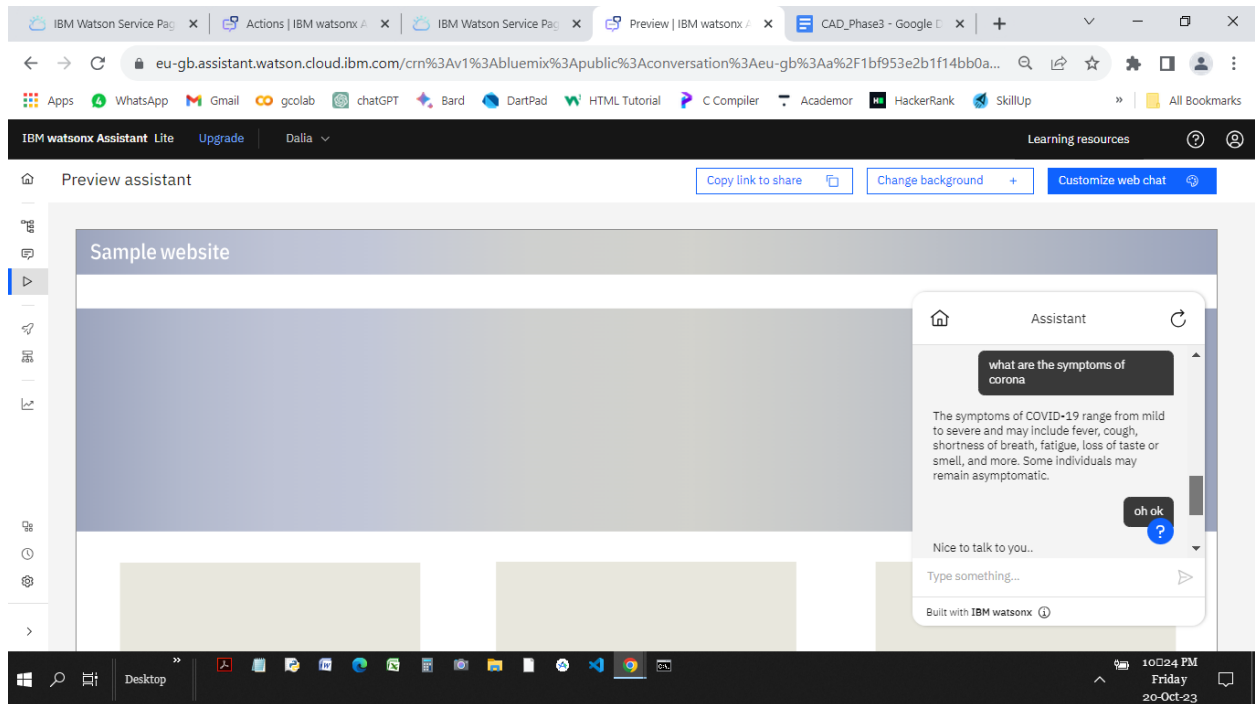 IBM Watson Service Pag
Actions | IBM watsonx A
IBM Watson Service Pag
Preview | IBM watsonx A
CAD_Phase3 - Google D
eu-gb.assistant.watson.cloud.ibm.com/crn%3Av1%3Abluemix%3Apublic%3Aconversation%3Aeu-gb%3Aa%2F1bf953e2b1f14bb0a...
Apps WhatsApp Gmail gcolab chatGPT Bard DartPad HTML Tutorial C Compiler Academor HackerRank SkillUp » All Bookmarks
IBM watsonx Assistant Lite Upgrade Dalia Learning resources
Preview assistant Copy link to share Change background + Customize web chat
Sample website
Assistant
what are the symptoms of
corona
The symptoms of COVID-19 range from mild
to severe and may include fever, cough,
shortness of breath, fatigue, loss of taste or
smell, and more. Some individuals may
remain asymptomatic.
oh ok
?
Nice to talk to you..
Type something...
Built with IBM watsonx
Desktop »
10▯24 PM
Friday
20-Oct-23